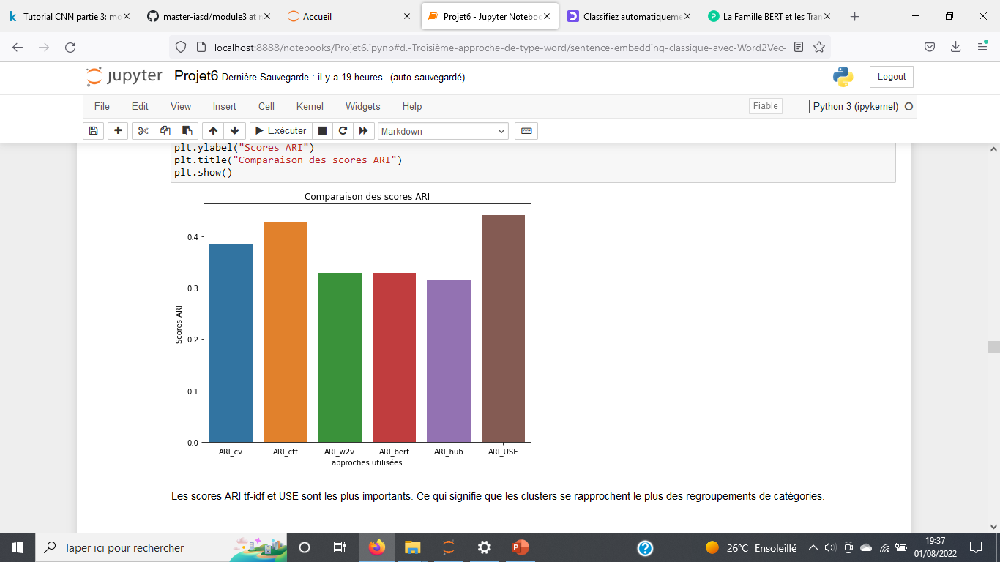 Tutorial CNN partie 3: mo
master-iasd/module3 at r
Accueil
Projet6 - Jupyter Noteboo
Classifiez automatiqueme
La Famille BERT et les Tran
localhost:8888/notebooks/Projet6.ipynb#d.-Troisième-approche-de-type-word/sentence-embedding-classique-avec-Word2Vec-
jupyter Projet6 Dernière Sauvegarde : il y a 19 heures (auto-sauvegardé)
Logout
File Edit View Insert Cell Kernel Widgets Help
Fiable
Python 3 (ipykernel)
Exécuter
Markdown
plt.ylabel("Scores ARI")
plt.title("Comparaison des scores ARI")
plt.show()
Comparaison des scores ARI
Scores ARI
0.4
0.3
0.2
0.1
0.0
ARI_cv ARI_ctf ARI_w2v ARI_bert ARI_hub ARI_USE
approches utilisées
Les scores ARI tf-idf et USE sont les plus importants. Ce qui signifie que les clusters se rapprochent le plus des regroupements de catégories.
Taper ici pour rechercher
26°C Ensoleillé
19:37
01/08/2022